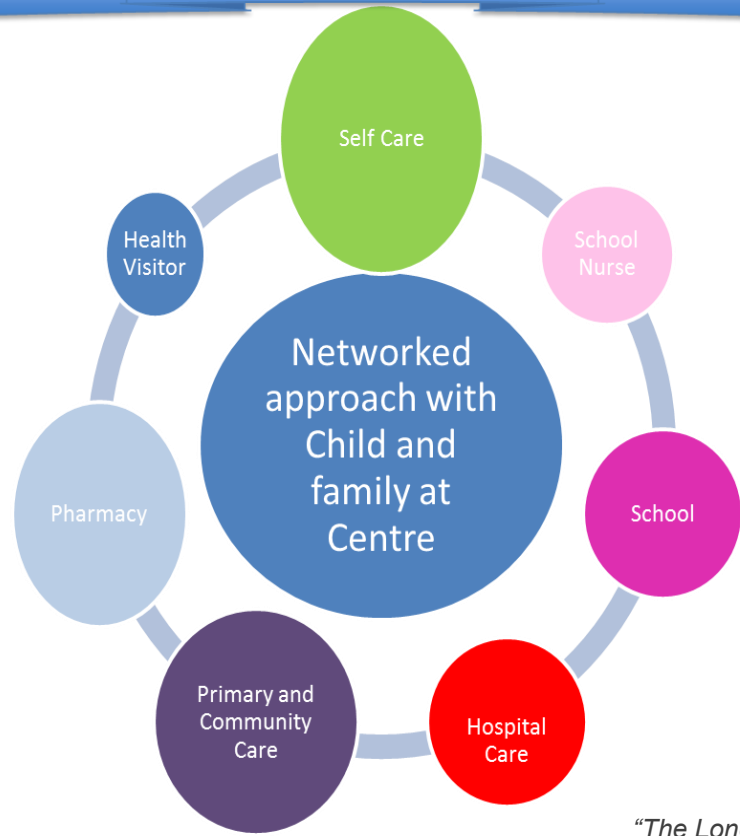 Self Care
School
Nurse
School
Hospital
Care
Primary and
Community
Care
Pharmacy
Health
Visitor
Networked
approach with
Child and
family at
Centre
"The Lon